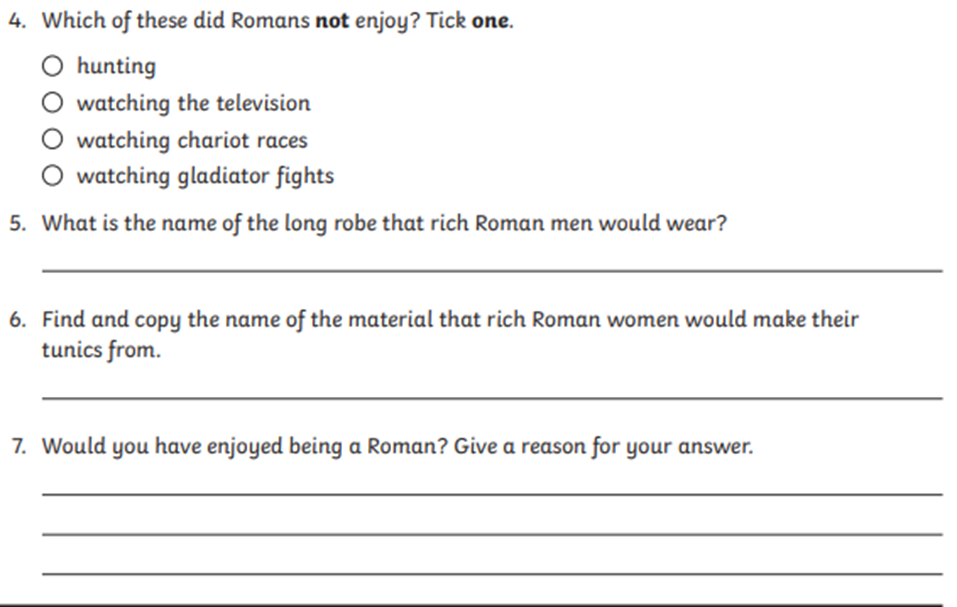 4. Which of these did Romans not enjoy? Tick one.
hunting
watching the television
watching chariot races
watching gladiator fights
5. What is the name of the long robe that rich Roman men would wear?
6. Find and copy the name of the material that rich Roman women would make their
tunics from.
7. Would you have enjoyed being a Roman? Give a reason for your answer.